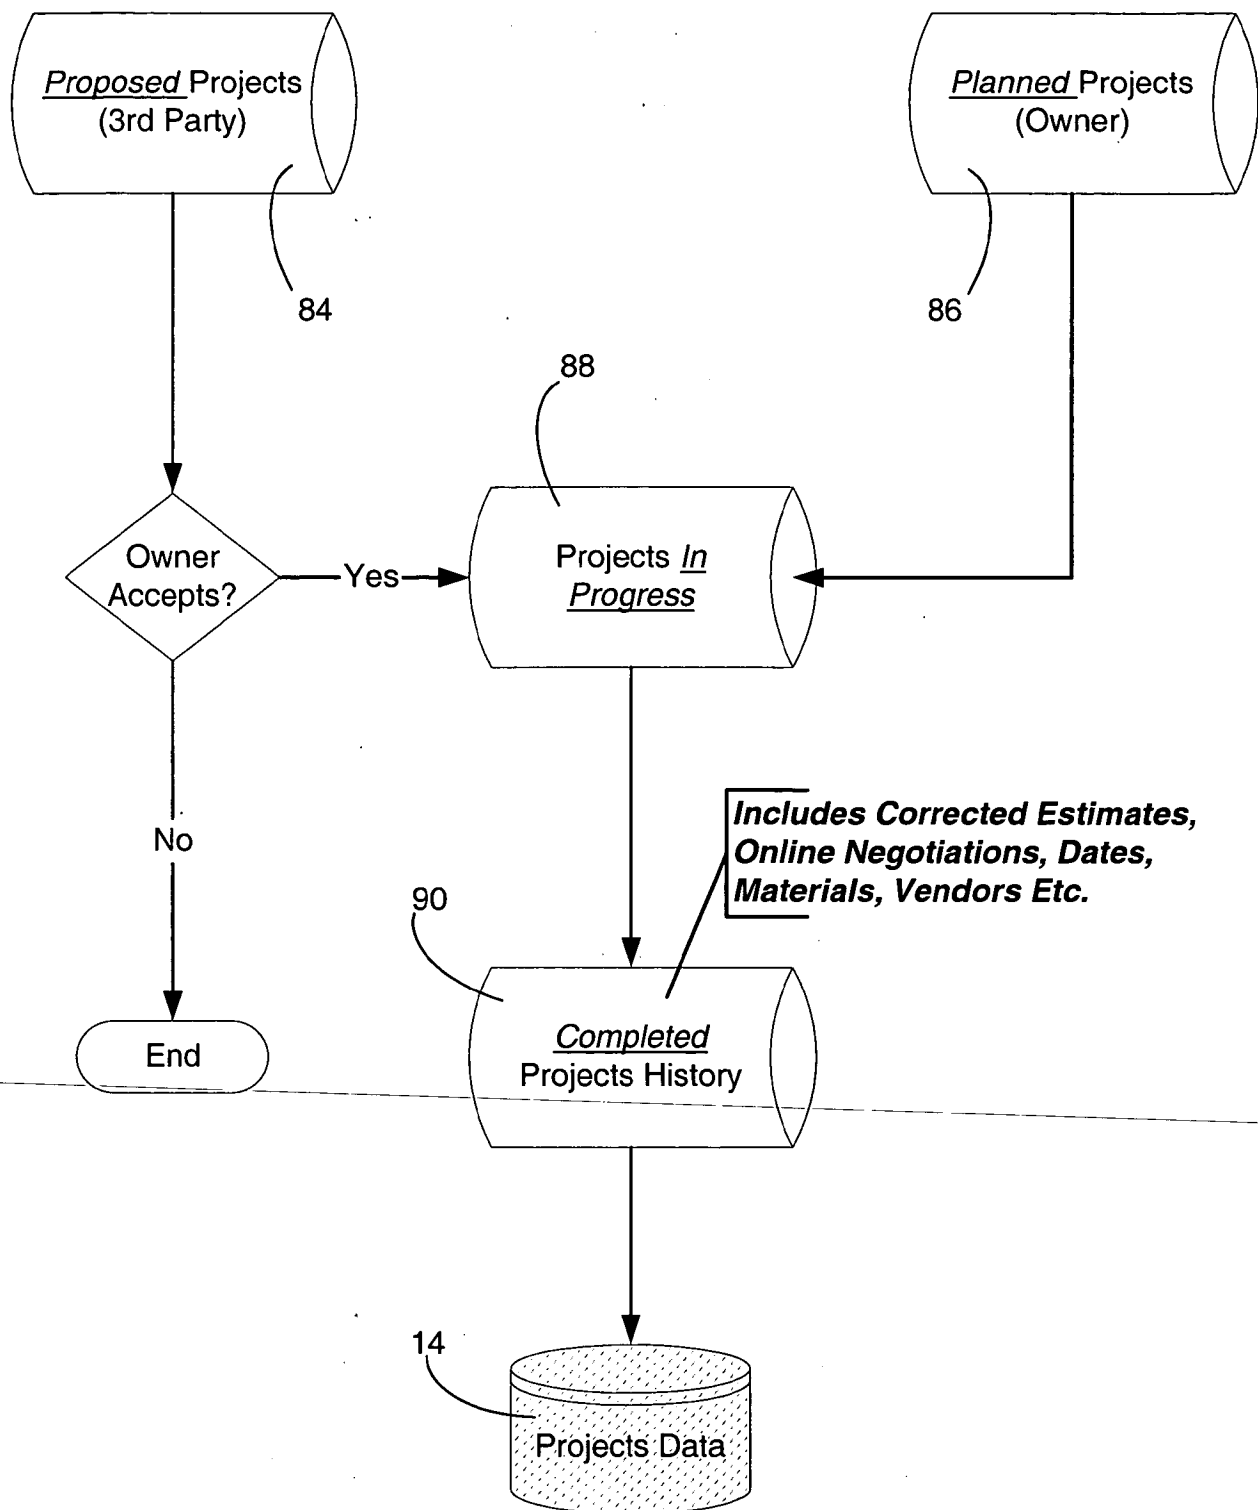 Proposed Projects
(3rd Party)
Planned Projects
(Owner)
84
86
88
Owner
Accepts?
Yes
Projects In
Progress
No
Includes Corrected Estimates,
Online Negotiations, Dates,
Materials, Vendors Etc.
90
End
Completed
Projects History
14
Projects Data